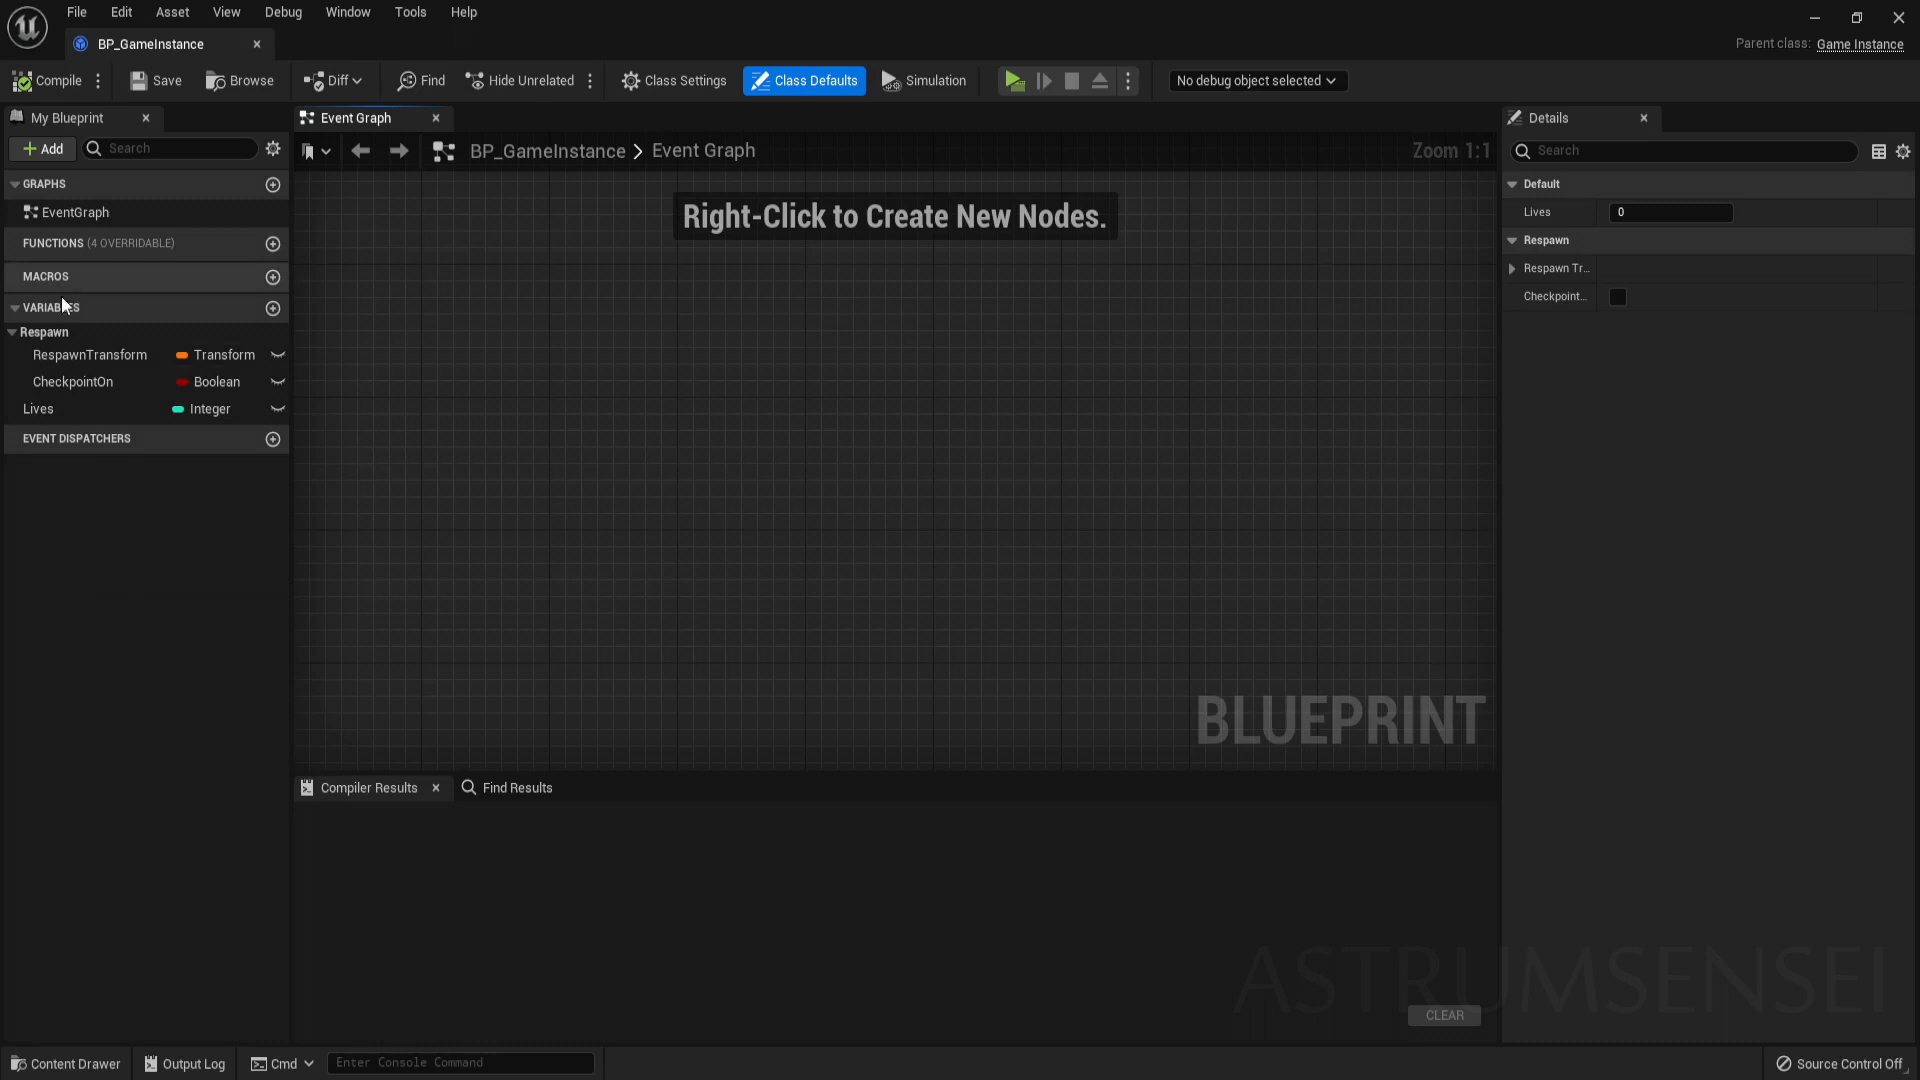 File Edit Asset View Debug Window Tools Help
BP_GameInstance
Parent class: Game Instance
Compile Save Browse Diff Find Hide Unrelated Class Settings Class Defaults Simulation No debug object selected
My Blueprint
Event Graph
Details
Add Search
BP_GameInstance > Event Graph Zoom 1:1
Search
GRAPHS
EventGraph
FUNCTIONS (4 OVERRIDABLE)
MACROS
VARIABLES
Respawn
RespawnTransform Transform
CheckpointOn Boolean
Lives Integer
EVENT DISPATCHERS
Right-Click to Create New Nodes.
BLUEPRINT
Default
Lives 0
Respawn
Respawn Tr...
Checkpoint...
Compiler Results Find Results
ASTRUMSENSEI
CLEAR
Content Drawer Output Log Cmd Enter Console Command Source Control Off